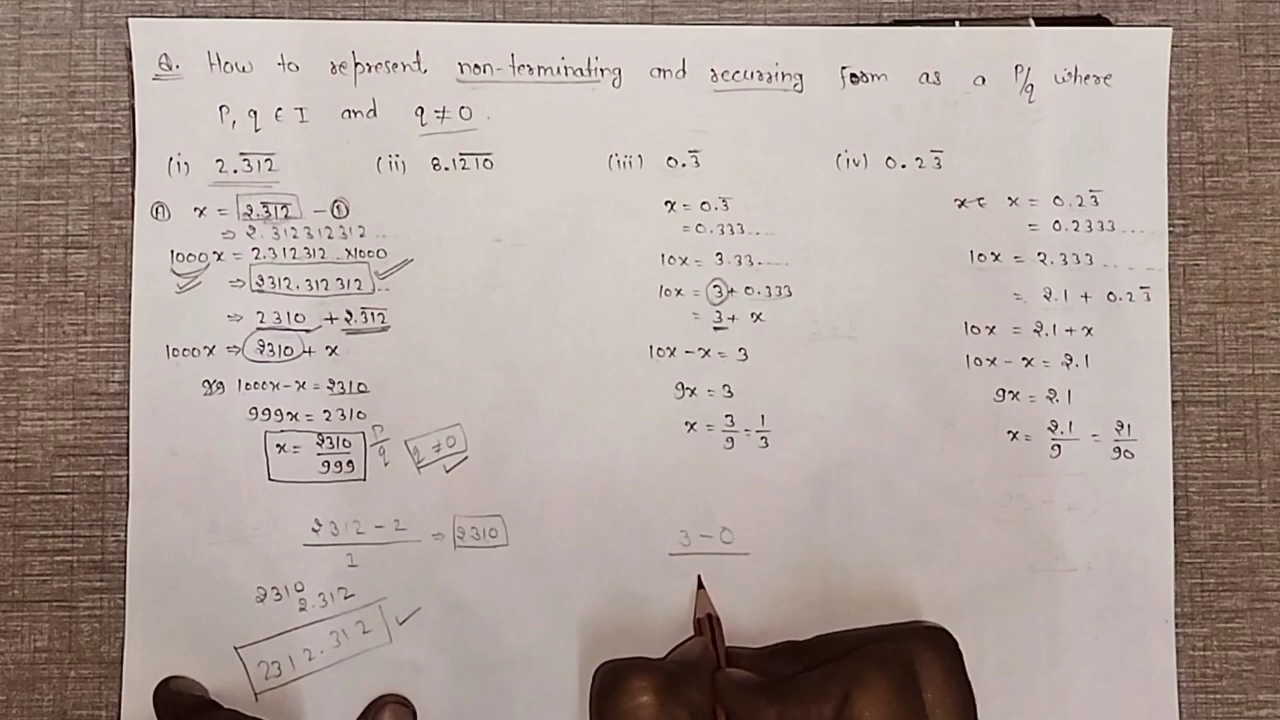 Q. How to represent, non-terminating and recurring form as a P/q where
P, q ∈ I and q ≠ 0.
(i) 2.3̅1̅2̅ (ii) 8.12̅1̅0̅ (iii) 0.3̅ (iv) 0.23̅
A x = 2.3̅1̅2̅ - 1
⇒ 2.312312312..
1000x = 2.312312...×1000
⇒ 2312.312312..
⇒ 2310 + 2.3̅1̅2̅
1000x ⇒ 2310 + x
99 1000x - x = 2310
999x = 2310
x = 2310/999 P/q q ≠ 0
2312 - 2 / 1 ⇒ 2310
2310
2.312
2312.312
x = 0.3̅
= 0.333....
10x = 3.33.....
10x = 3 + 0.333
= 3 + x
10x - x = 3
9x = 3
x = 3/9 = 1/3
3 - 0
x = 0.23̅
= 0.2333....
10x = 2.333....
= 2.1 + 0.23̅
10x = 2.1 + x
10x - x = 2.1
9x = 2.1
x = 2.1/9 = 21/90